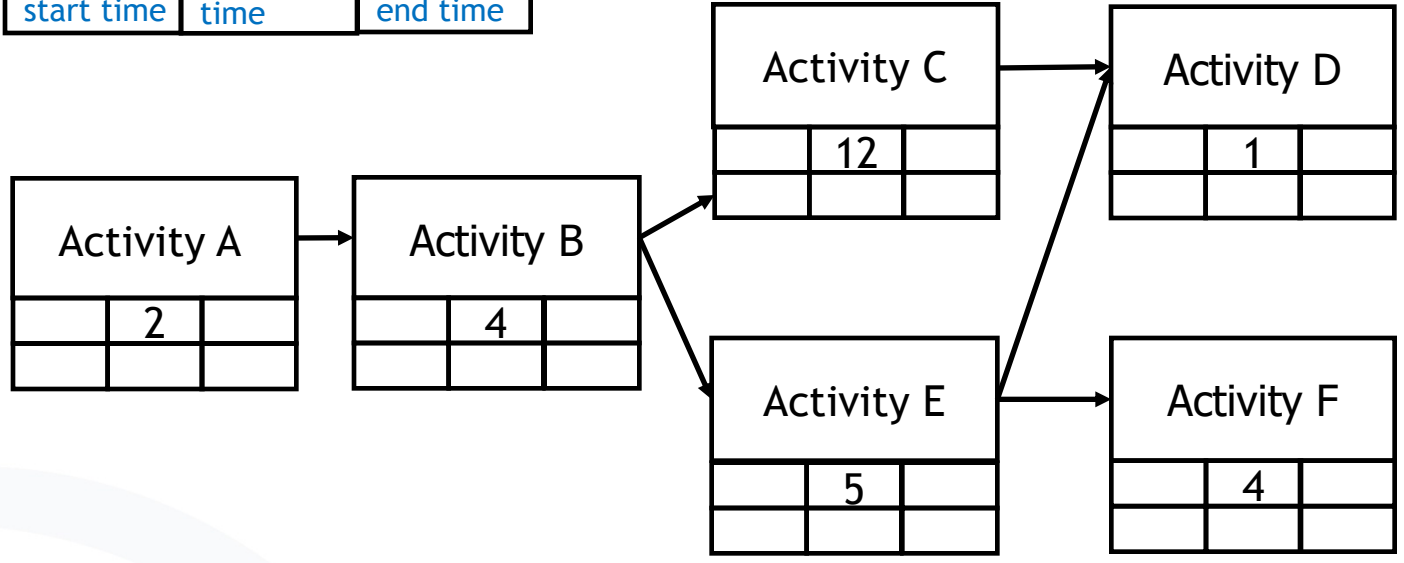 start time time end time
Activity C
12
Activity D
1
Activity A
2
Activity B
4
Activity E
5
Activity F
4